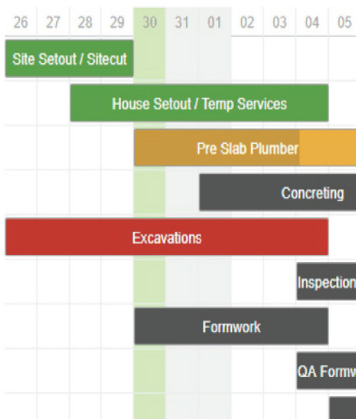 26 27 28 29 30 31 01 02 03 04 05
Site Setout / Sitecut
House Setout / Temp Services
Pre Slab Plumber
Concreting
Excavations
Inspection
Formwork
QA Formw